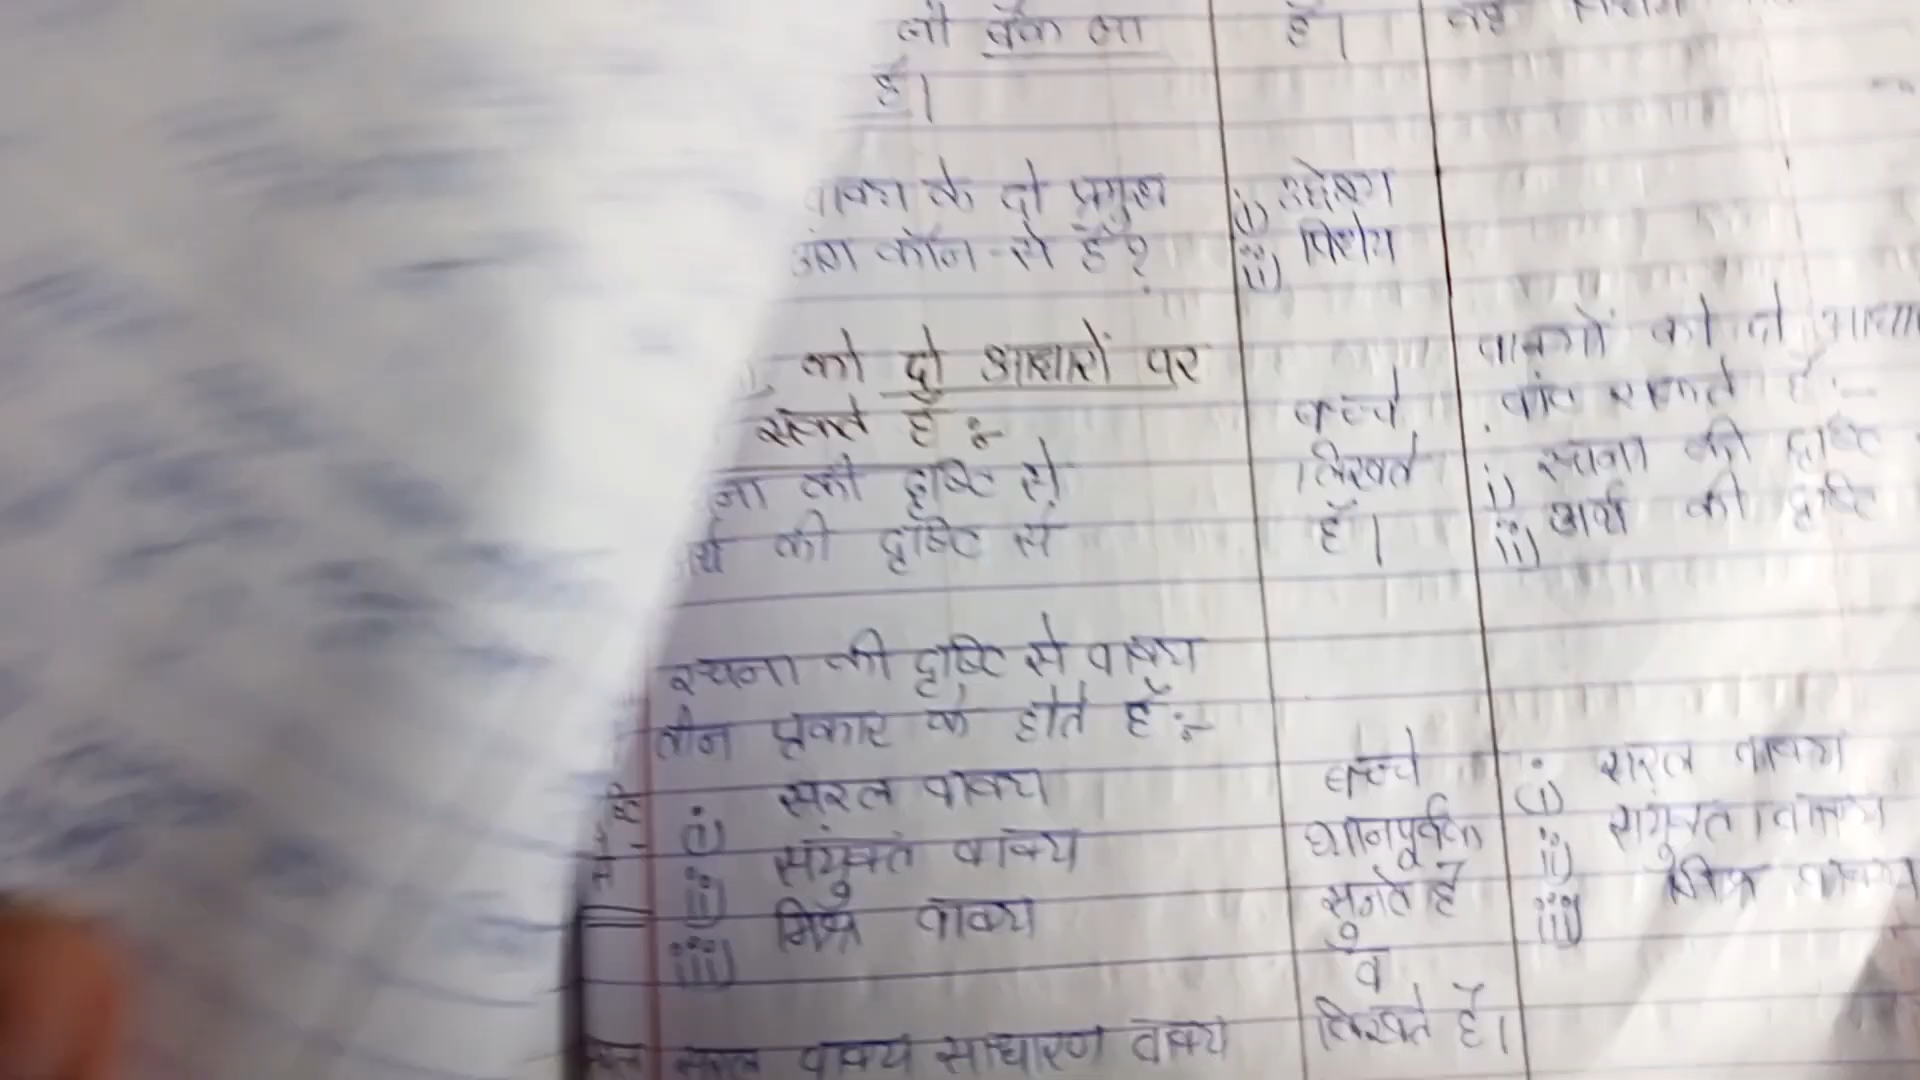 है।
है।
वाक्य के दो प्रमुख
अंग कौन-से हैं?
i) उद्देश्य
ii) विधेय
को दो आधारों पर
सकते हैं :-
की दृष्टि से
की दृष्टि से
बच्चे
लिखते
हैं।
वाक्यों को दो
बांट सकते हैं :-
i) रचना की दृष्टि
ii) अर्थ की दृष्टि
रचना की दृष्टि से वाक्य
तीन प्रकार के होते हैं :-
i) सरल वाक्य
ii) संयुक्त वाक्य
iii) मिश्र वाक्य
बच्चे
ध्यानपूर्वक
सुनते हैं
व
लिखते हैं।
i) सरल वाक्य
ii) संयुक्त वाक्य
iii) मिश्र वाक्य
सरल वाक्य साधारण वाक्य